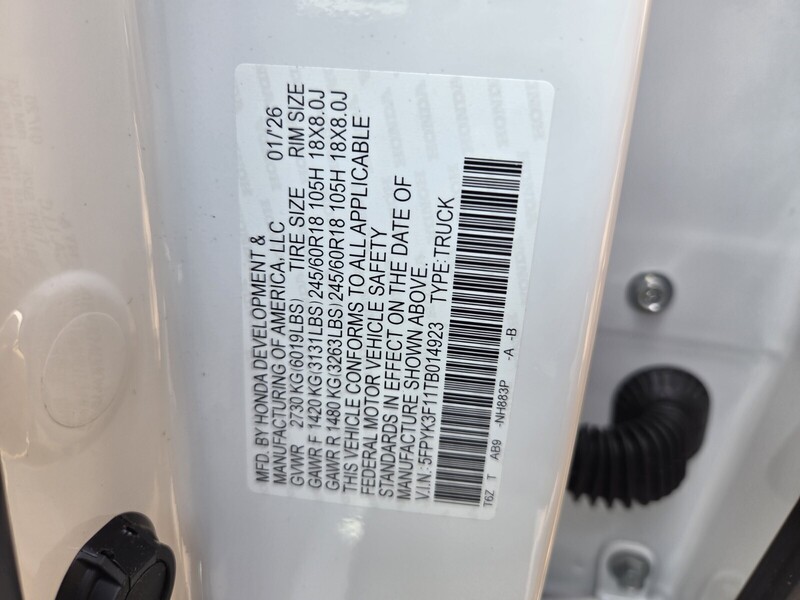 MFD. BY HONDA DEVELOPMENT &
MANUFACTURING OF AMERICA, LLC 01/'26
GVWR 2730 KG(6019LBS) TIRE SIZE RIM SIZE
GAWR F 1420 KG(3131LBS) 245/60R18 105H 18X8.0J
GAWR R 1480 KG(3263LBS) 245/60R18 105H 18X8.0J
THIS VEHICLE CONFORMS TO ALL APPLICABLE
FEDERAL MOTOR VEHICLE SAFETY
STANDARDS IN EFFECT ON THE DATE OF
MANUFACTURE SHOWN ABOVE.
V.I.N.: 5FPYK3F11TB014923 TYPE: TRUCK
T6Z T AB9 -NH883P -A -B